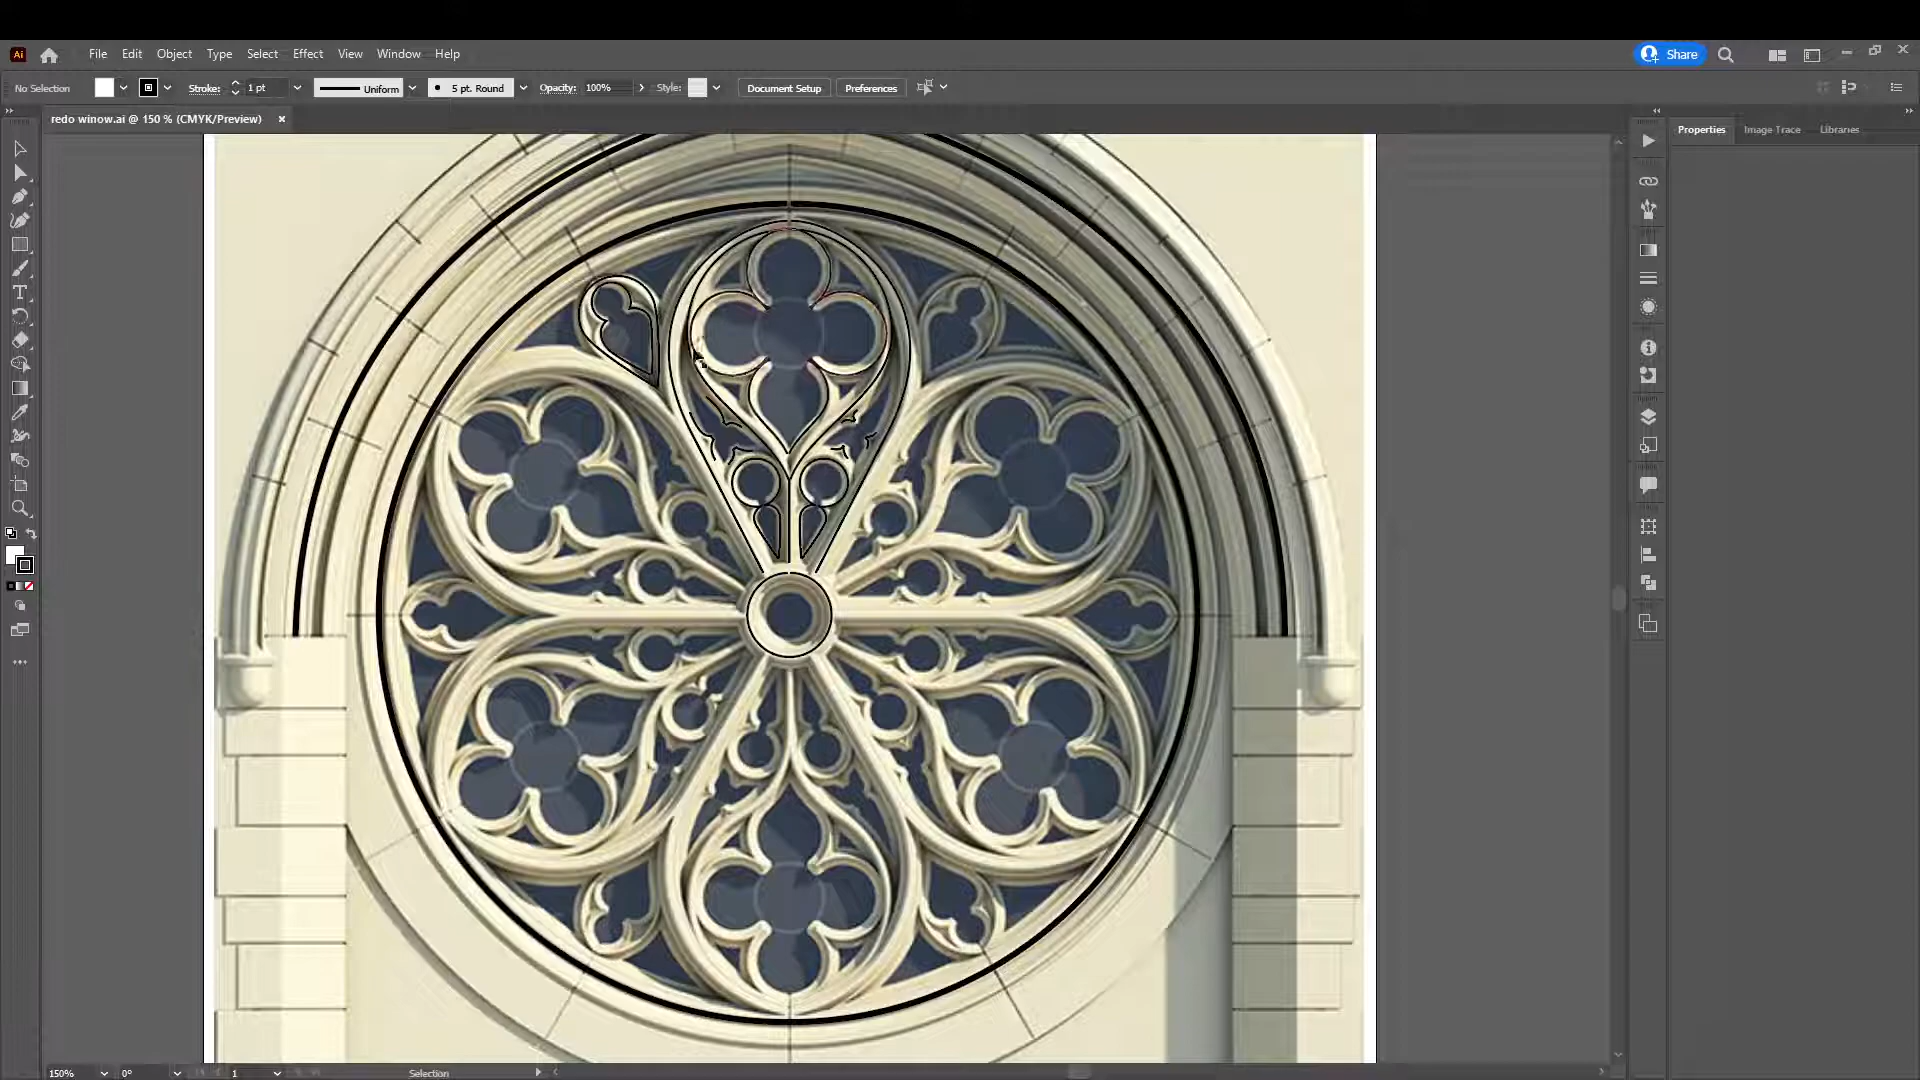 Ai File Edit Object Type Select Effect View Window Help Share
No Selection Stroke: 1 pt Uniform 5 pt. Round Opacity: 100% Style: Document Setup Preferences
redo winow.ai @ 150 % (CMYK/Preview)
Properties Image Trace Libraries
150% 0° 1 Selection